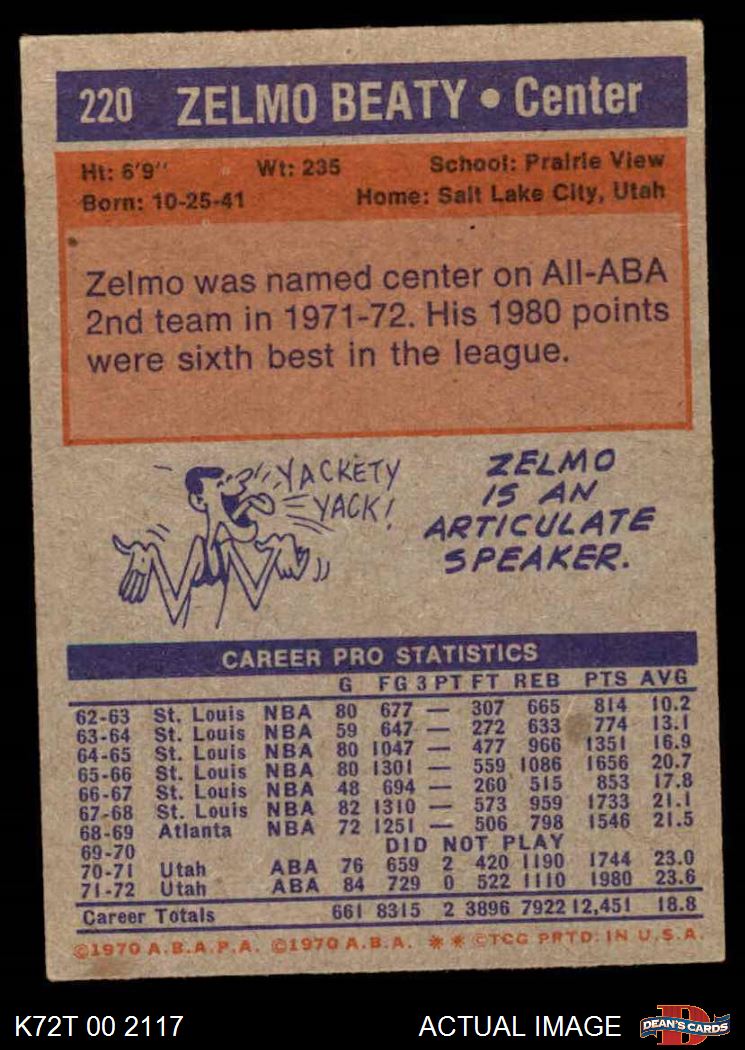 220 ZELMO BEATY • Center
Ht: 6'9'' Wt: 235 School: Prairie View
Born: 10-25-41 Home: Salt Lake City, Utah
Zelmo was named center on All-ABA
2nd team in 1971-72. His 1980 points
were sixth best in the league.
YACKETY
YACK!
ZELMO
IS AN
ARTICULATE
SPEAKER.
CAREER PRO STATISTICS
G FG 3 PT FT REB PTS AVG
62-63 St. Louis NBA 80 677 — 307 665 814 10.2
63-64 St. Louis NBA 59 647 — 272 633 774 13.1
64-65 St. Louis NBA 80 1047 — 477 966 1351 16.9
65-66 St. Louis NBA 80 1301 — 559 1086 1656 20.7
66-67 St. Louis NBA 48 694 — 260 515 853 17.8
67-68 St. Louis NBA 82 1310 — 573 959 1733 21.1
68-69 Atlanta NBA 72 1251 — 506 798 1546 21.5
69-70 DID NOT PLAY
70-71 Utah ABA 76 659 2 420 1190 1744 23.0
71-72 Utah ABA 84 729 0 522 1110 1980 23.6
Career Totals 661 8315 2 3896 7922 12,451 18.8
©1970 A.B.A.P.A. ©1970 A.B.A. ✱ ✱ ©TCG PRTD. IN U.S.A.
K72T 00 2117 ACTUAL IMAGE D DEAN'S CARDS